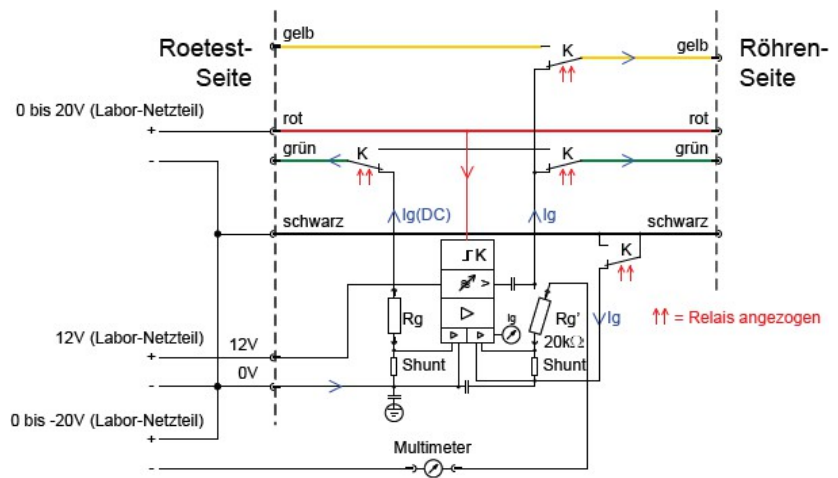 gelb
Roetest-
Seite
K
gelb
Röhren-
Seite
0 bis 20V (Labor-Netzteil)
+
rot
rot
-
grün
K
K
grün
Ig(DC)
Ig
schwarz
schwarz
K
K
Ig
= Relais angezogen
Rg
Ig
Rg'
20kΩ
12V (Labor-Netzteil)
12V
+
Shunt
Shunt
0V
-
0 bis -20V (Labor-Netzteil)
+
Multimeter
-